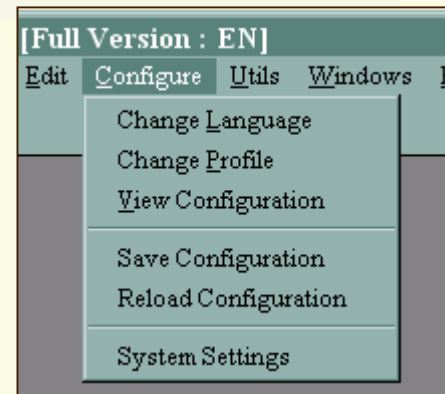 [Full Version : EN]
Edit Configure Utils Windows
Change Language
Change Profile
View Configuration
Save Configuration
Reload Configuration
System Settings